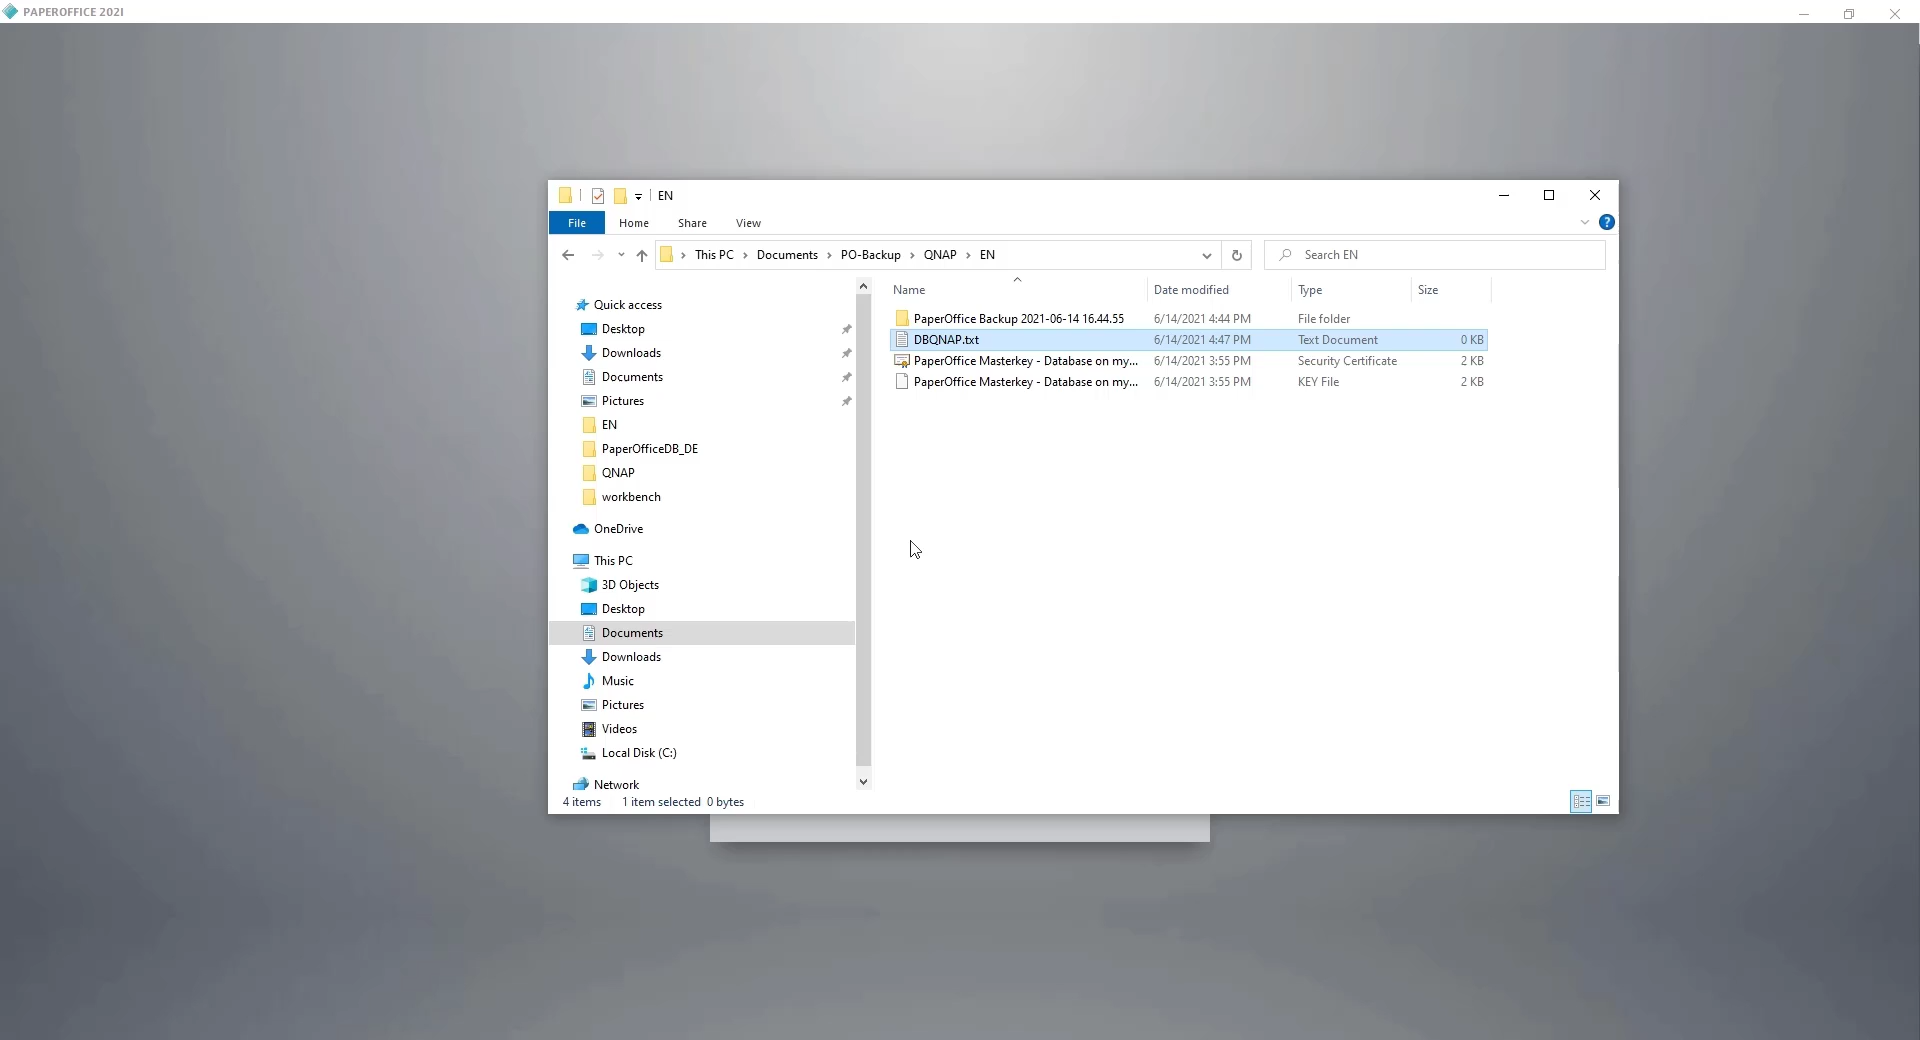 PAPEROFFICE 2021
EN
File Home Share View
This PC Documents PO-Backup QNAP EN
Search EN
Name Date modified Type Size
Quick access
Desktop
Downloads
Documents
Pictures
EN
PaperOfficeDB_DE
QNAP
workbench
OneDrive
This PC
3D Objects
Desktop
Documents
Downloads
Music
Pictures
Videos
Local Disk (C:)
Network
PaperOffice Backup 2021-06-14 16.44.55 6/14/2021 4:44 PM File folder
DBQNAP.txt 6/14/2021 4:47 PM Text Document 0 KB
PaperOffice Masterkey - Database on my... 6/14/2021 3:55 PM Security Certificate 2 KB
PaperOffice Masterkey - Database on my... 6/14/2021 3:55 PM KEY File 2 KB
4 items 1 item selected 0 bytes